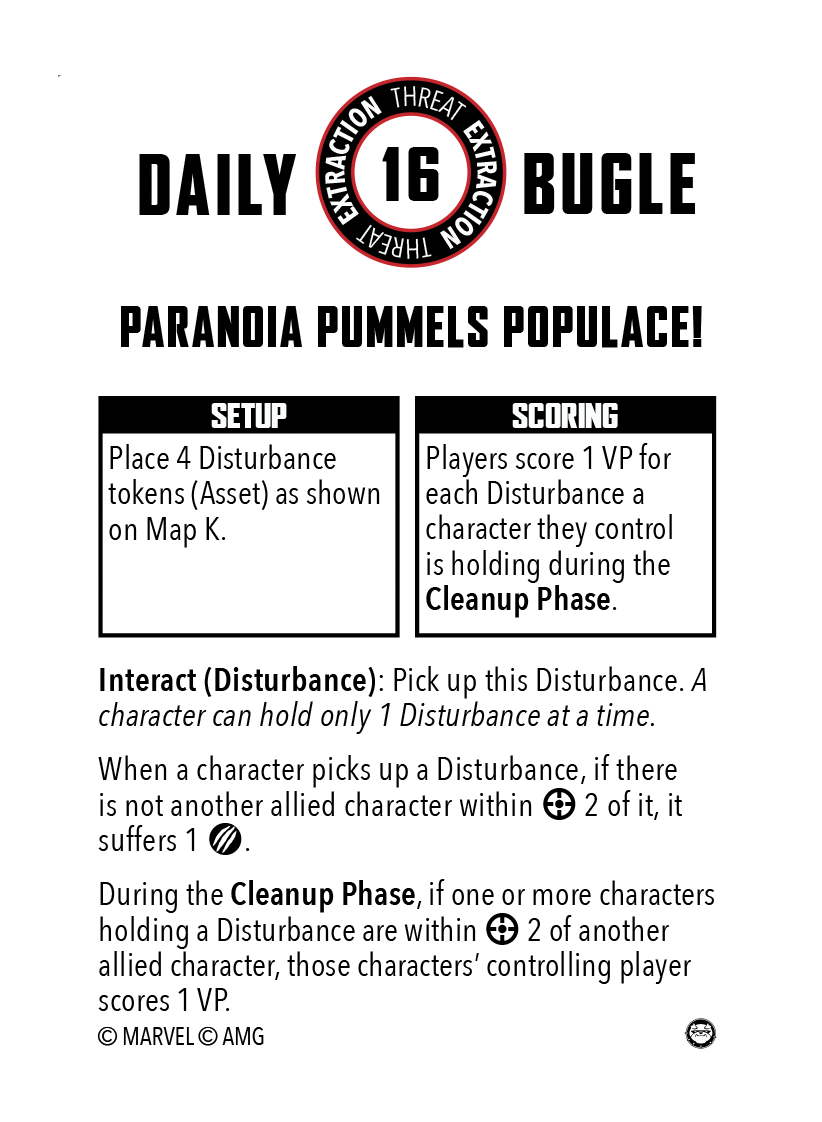 DAILY 16 BUGLE
EXTRACTION THREAT EXTRACTION THREAT
PARANOIA PUMMELS POPULACE!
SETUP
Place 4 Disturbance
tokens (Asset) as shown
on Map K.
SCORING
Players score 1 VP for
each Disturbance a
character they control
is holding during the
Cleanup Phase.
Interact (Disturbance): Pick up this Disturbance. A
character can hold only 1 Disturbance at a time.
When a character picks up a Disturbance, if there
is not another allied character within 2 of it, it
suffers 1 .
During the Cleanup Phase, if one or more characters
holding a Disturbance are within 2 of another
allied character, those characters’ controlling player
scores 1 VP.
© MARVEL © AMG